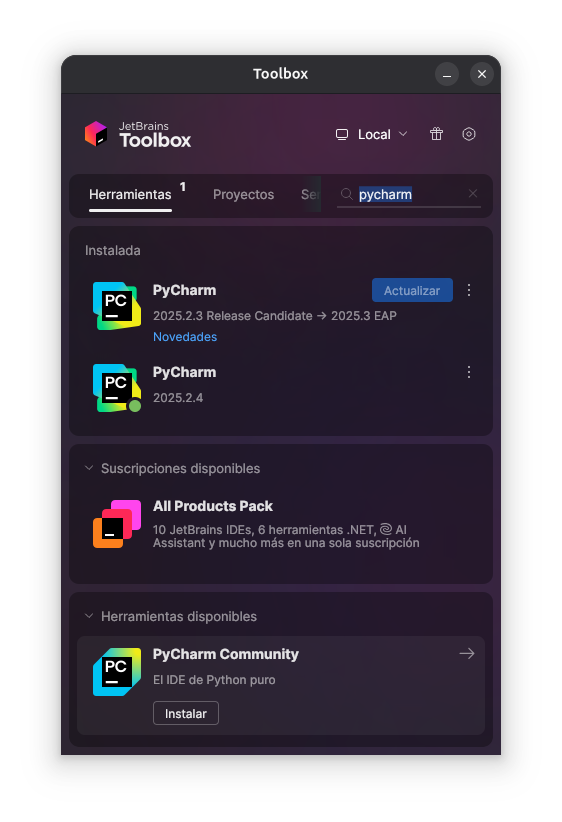 Toolbox
JetBrains
Toolbox
Local
Herramientas 1
Proyectos
Se
pycharm
Instalada
PC
PyCharm
Actualizar
2025.2.3 Release Candidate → 2025.3 EAP
Novedades
PC
PyCharm
2025.2.4
Suscripciones disponibles
All Products Pack
10 JetBrains IDEs, 6 herramientas .NET, AI
Assistant y mucho más en una sola suscripción
Herramientas disponibles
PC
PyCharm Community
El IDE de Python puro
Instalar